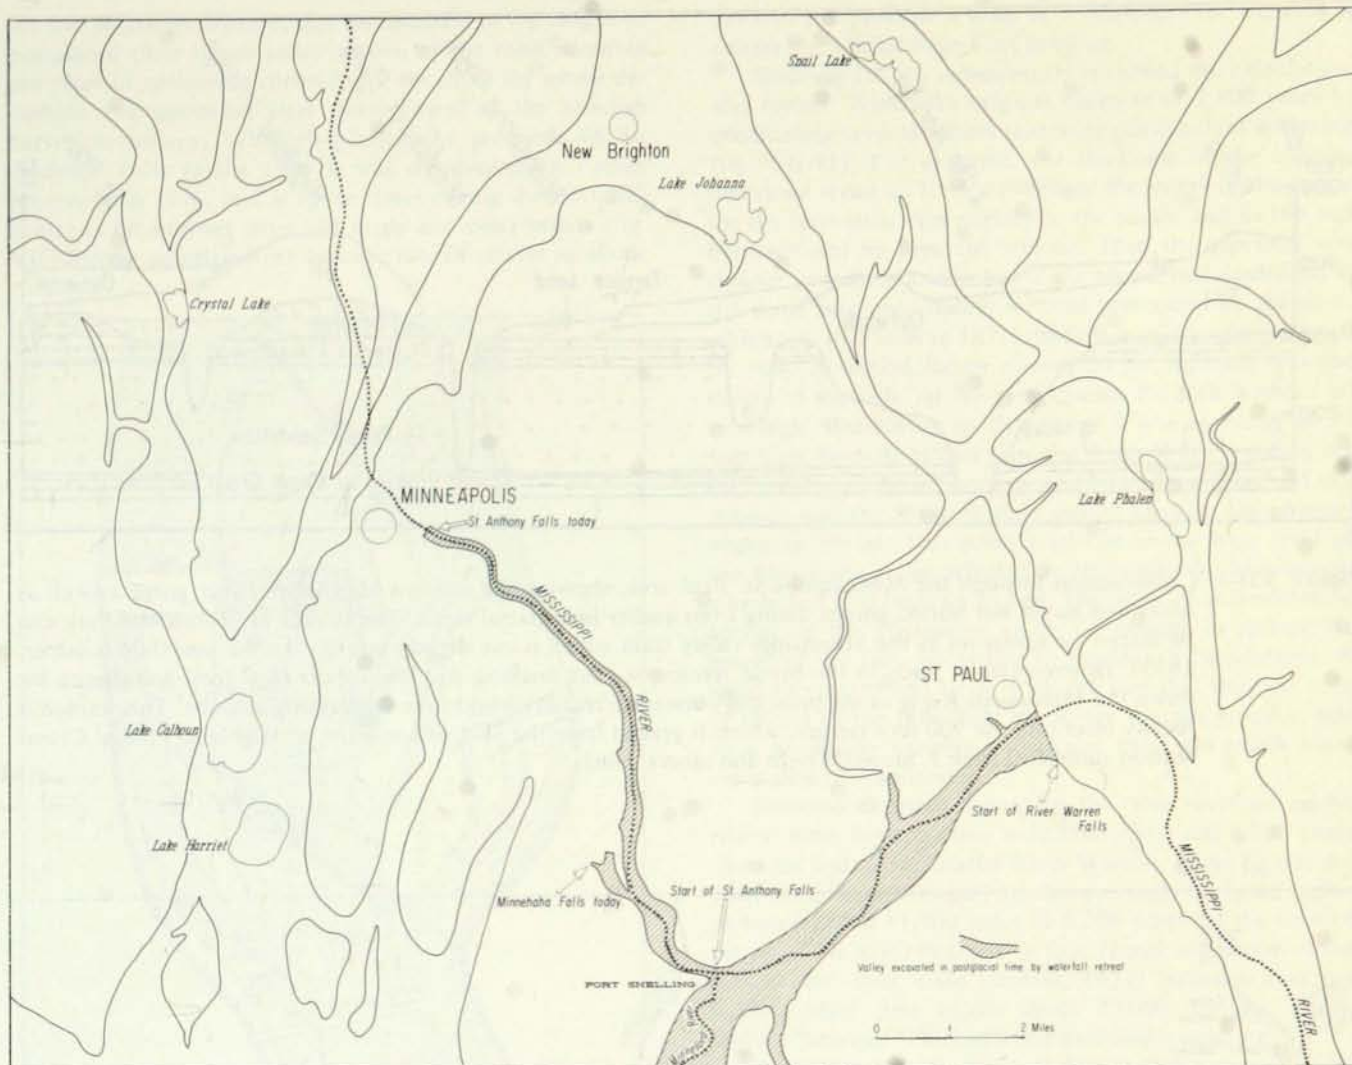 Snail Lake
New Brighton
Lake Johanna
Crystal Lake
MINNEAPOLIS
St Anthony Falls today
Lake Phalen
MISSISSIPPI
RIVER
ST. PAUL
Lake Calhoun
Start of River Warren
Falls
Lake Harriet
MISSISSIPPI
Start of St Anthony Falls
Minnehaha Falls today
Valley excavated in postglacial time by waterfall retreat
FORT SNELLING
RIVER
0 1 2 Miles